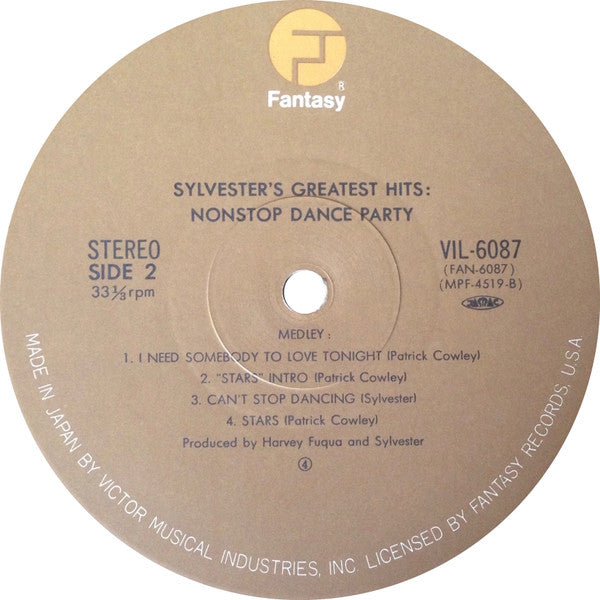 Fantasy
®
SYLVESTER'S GREATEST HITS:
NONSTOP DANCE PARTY
STEREO
SIDE 2
33⅓rpm
VIL-6087
(FAN-6087)
(MPF-4519-B)
MEDLEY:
1. I NEED SOMEBODY TO LOVE TONIGHT (Patrick Cowley)
2. "STARS" INTRO (Patrick Cowley)
3. CAN'T STOP DANCING (Sylvester)
4. STARS (Patrick Cowley)
Produced by Harvey Fuqua and Sylvester
④
MADE IN JAPAN BY VICTOR MUSICAL INDUSTRIES, INC. LICENSED BY FANTASY RECORDS, U.S.A